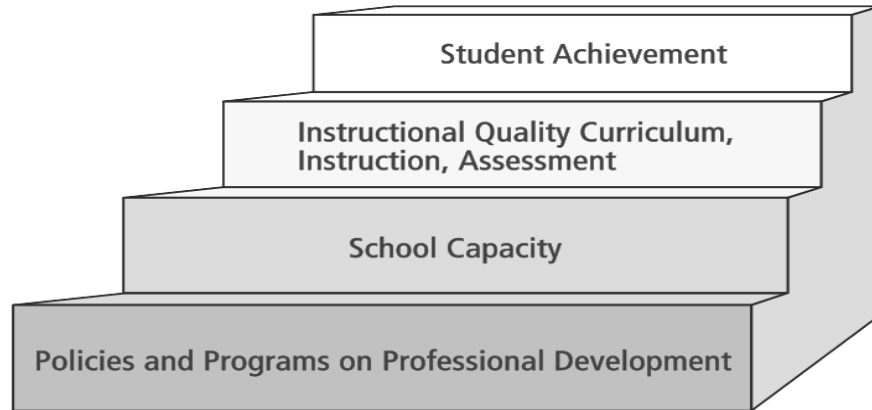 Student Achievement
Instructional Quality Curriculum,
Instruction, Assessment
School Capacity
Policies and Programs on Professional Development